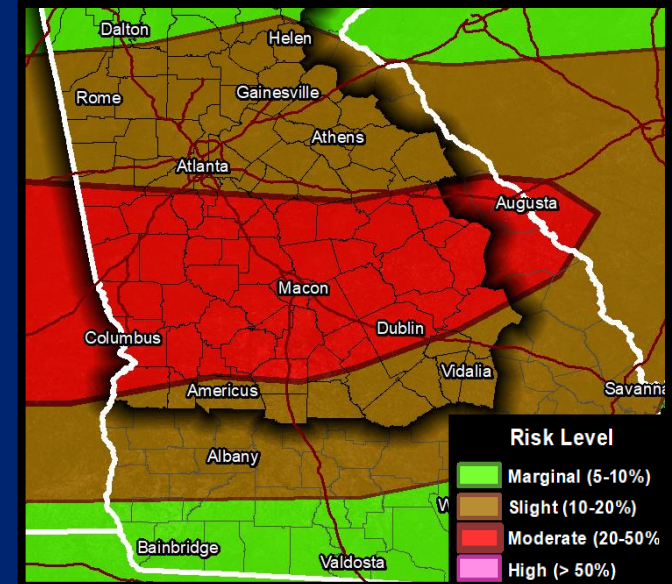 Dalton
Helen
Rome
Gainesville
Athens
Atlanta
Augusta
Macon
Columbus
Dublin
Vidalia
Americus
Savanna
Albany
W
Bainbridge
Valdosta
Risk Level
Marginal (5-10%)
Slight (10-20%)
Moderate (20-50%
High (> 50%)